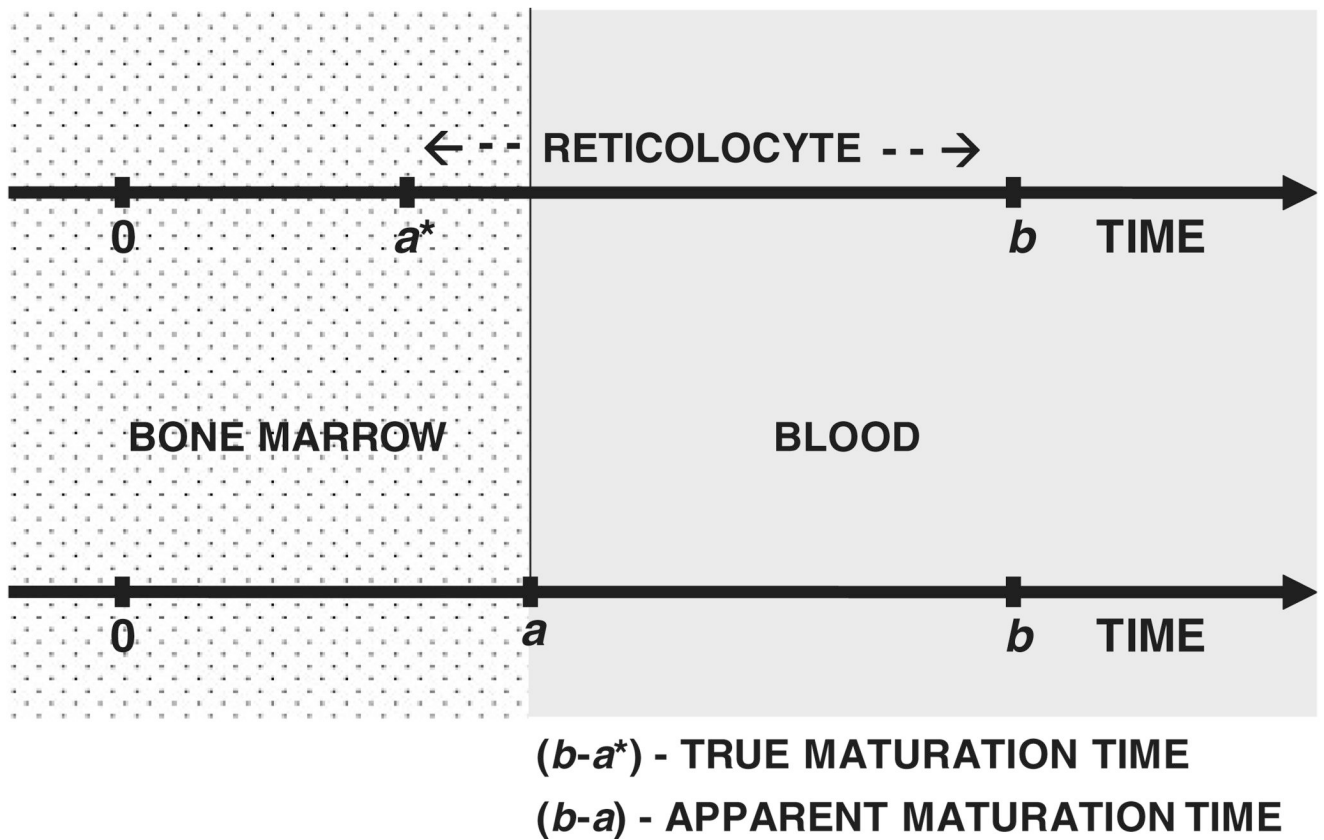 ← - - RETICOLOCYTE - - →
0 a* b TIME
BONE MARROW BLOOD
0 a b TIME
(b-a*) - TRUE MATURATION TIME
(b-a) - APPARENT MATURATION TIME